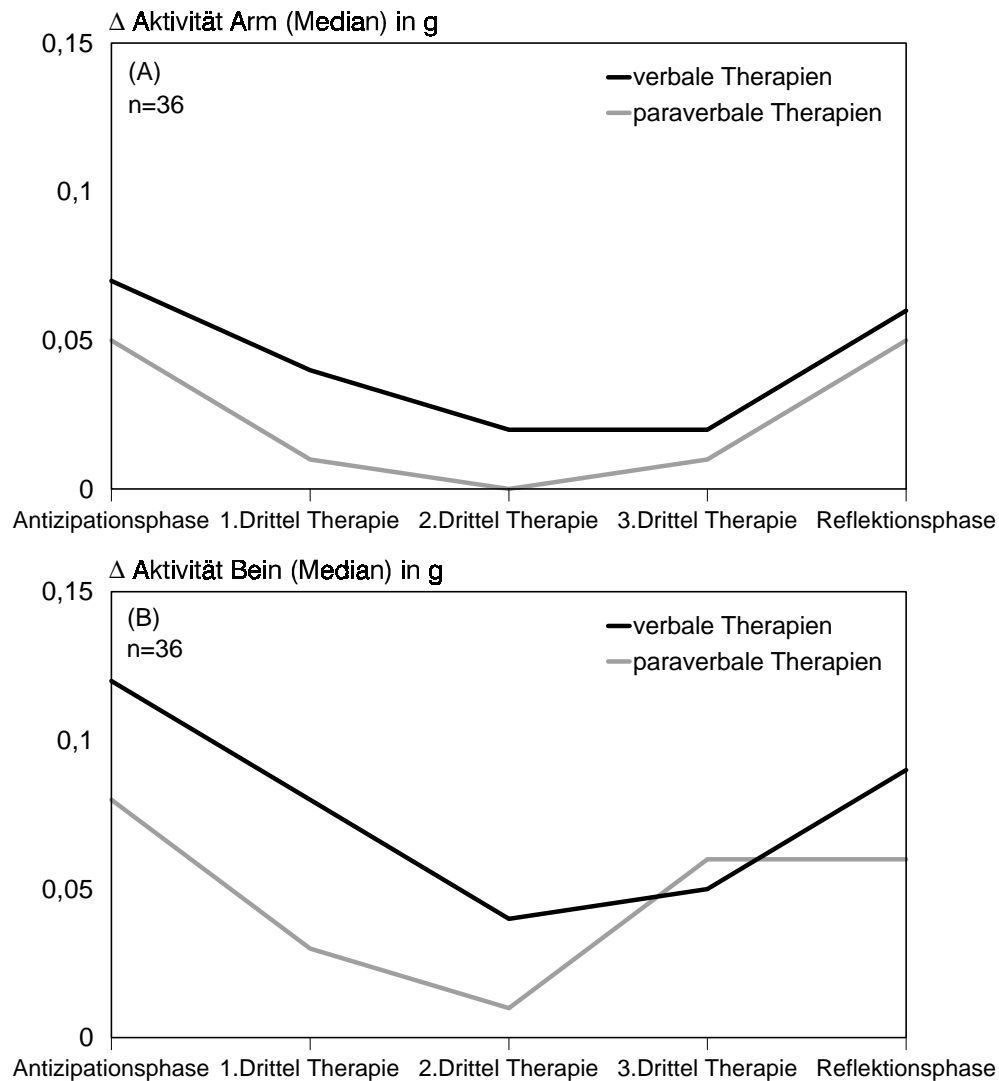 Δ Aktivität Arm (Median) in g
0,15
(A)
n=36
verbale Therapien
paraverbale Therapien
0,1
0,05
0
Antizipationsphase 1.Drittel Therapie 2.Drittel Therapie 3.Drittel Therapie Reflektionsphase
Δ Aktivität Bein (Median) in g
0,15
(B)
n=36
verbale Therapien
paraverbale Therapien
0,1
0,05
0
Antizipationsphase 1.Drittel Therapie 2.Drittel Therapie 3.Drittel Therapie Reflektionsphase